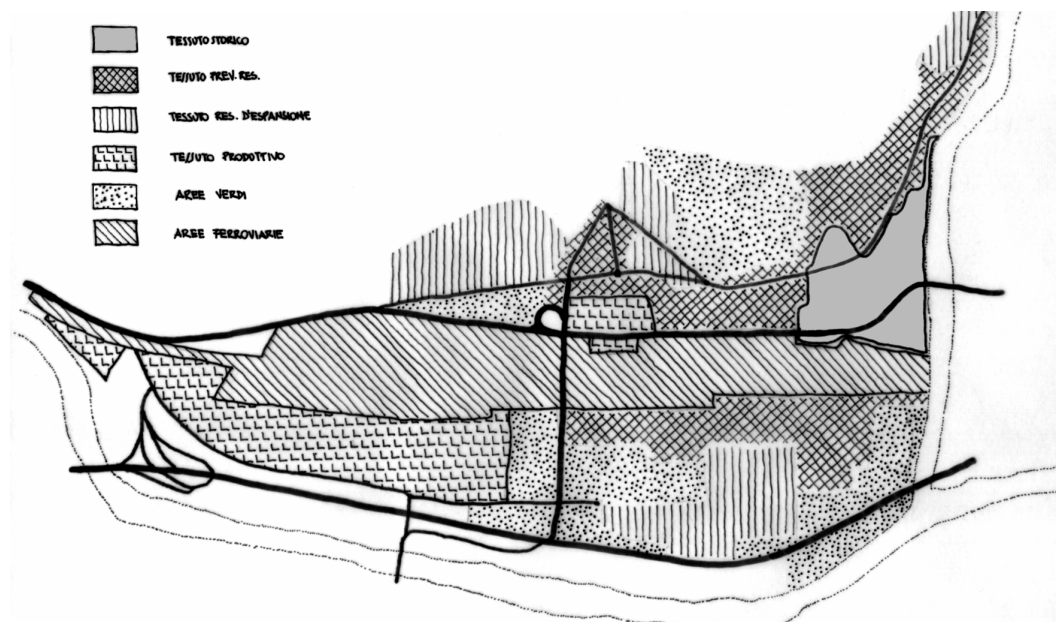 TESSUTO STORICO
TESSUTO PREV. RES.
TESSUTO RES. D'ESPANSIONE
TESSUTO PRODUTTIVO
AREE VERDI
AREE FERROVIARIE